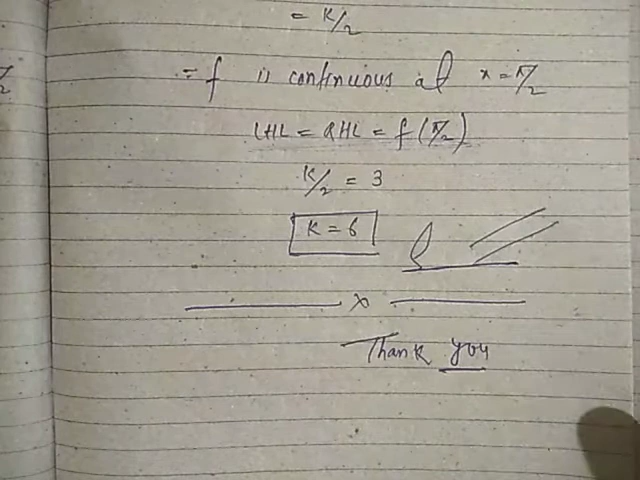 = K/2
∵ f is continuous at x = π/2
LHL = RHL = f(π/2)
K/2 = 3
K = 6
x
Thank you